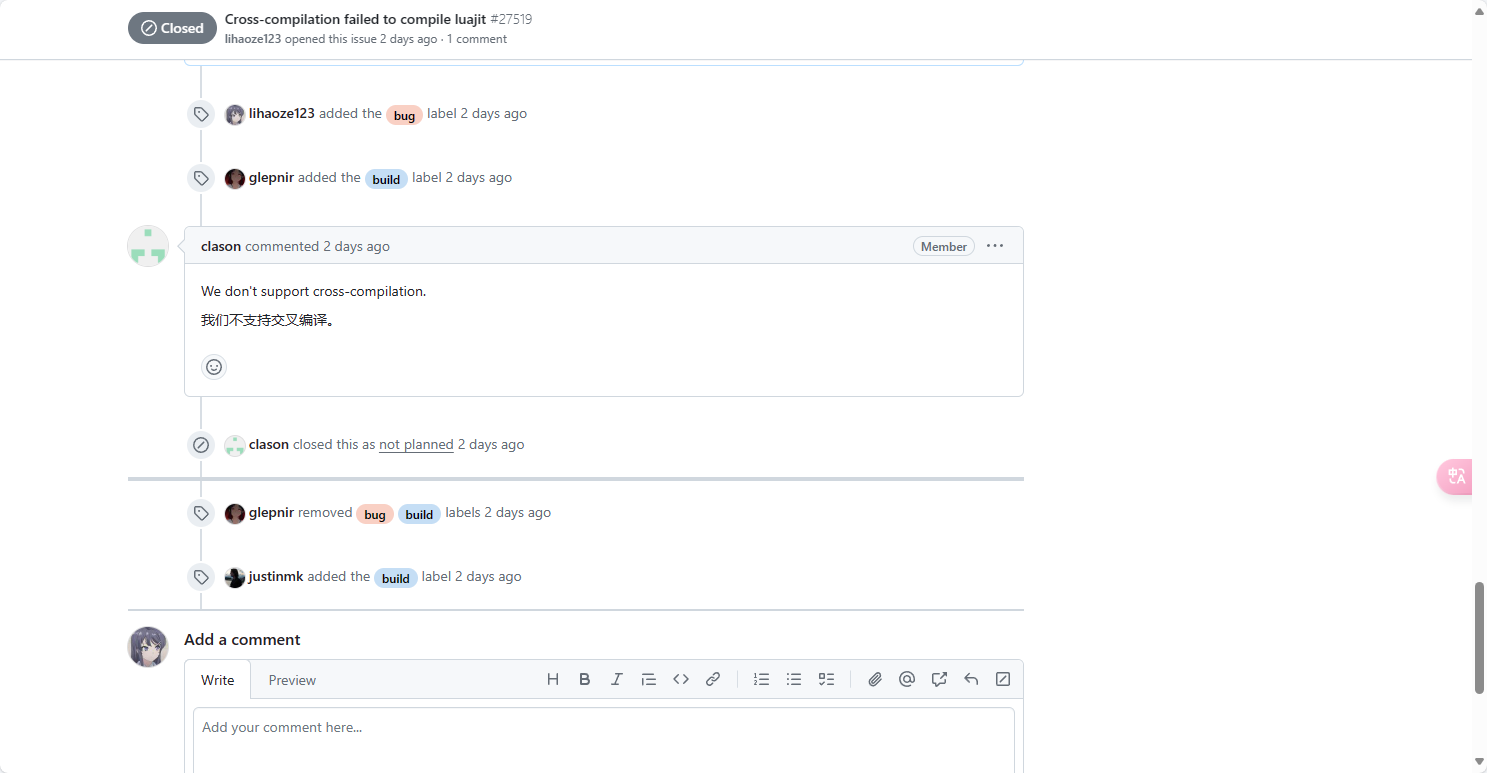 Closed
Cross-compilation failed to compile luajit #27519
lihaoze123 opened this issue 2 days ago · 1 comment
lihaoze123 added the bug label 2 days ago
glepnir added the build label 2 days ago
clason commented 2 days ago
Member
We don't support cross-compilation.
我们不支持交叉编译。
clason closed this as not planned 2 days ago
glepnir removed bug build labels 2 days ago
justinmk added the build label 2 days ago
Add a comment
Write Preview
Add your comment here...